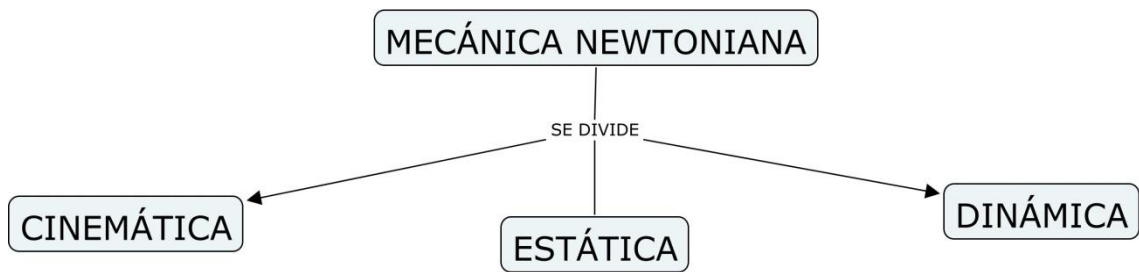 MECÁNICA NEWTONIANA
SE DIVIDE
CINEMÁTICA
ESTÁTICA
DINÁMICA